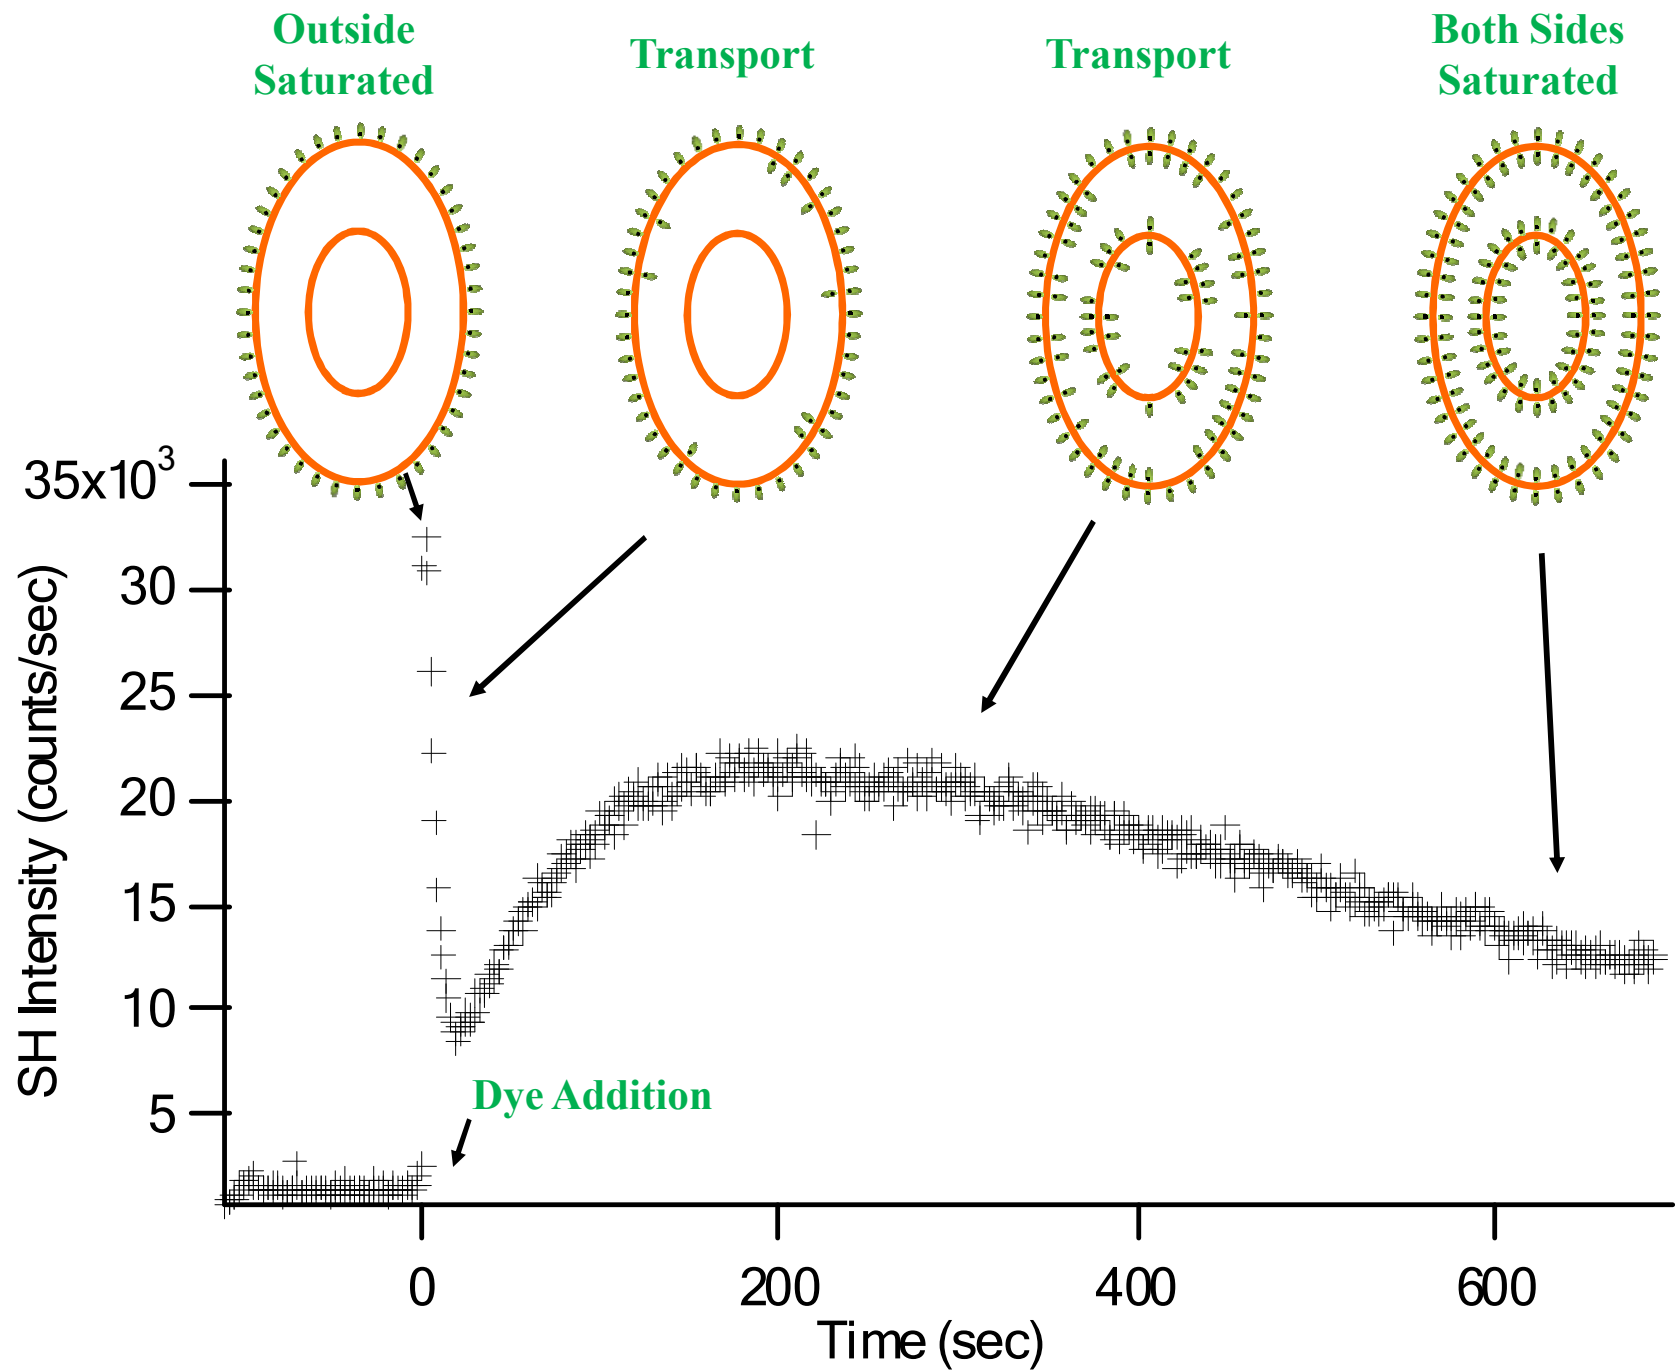 Outside
Saturated
Transport
Transport
Both Sides
Saturated
35x10³
30
25
20
15
10
5
SH Intensity (counts/sec)
Dye Addition
0
200
400
600
Time (sec)